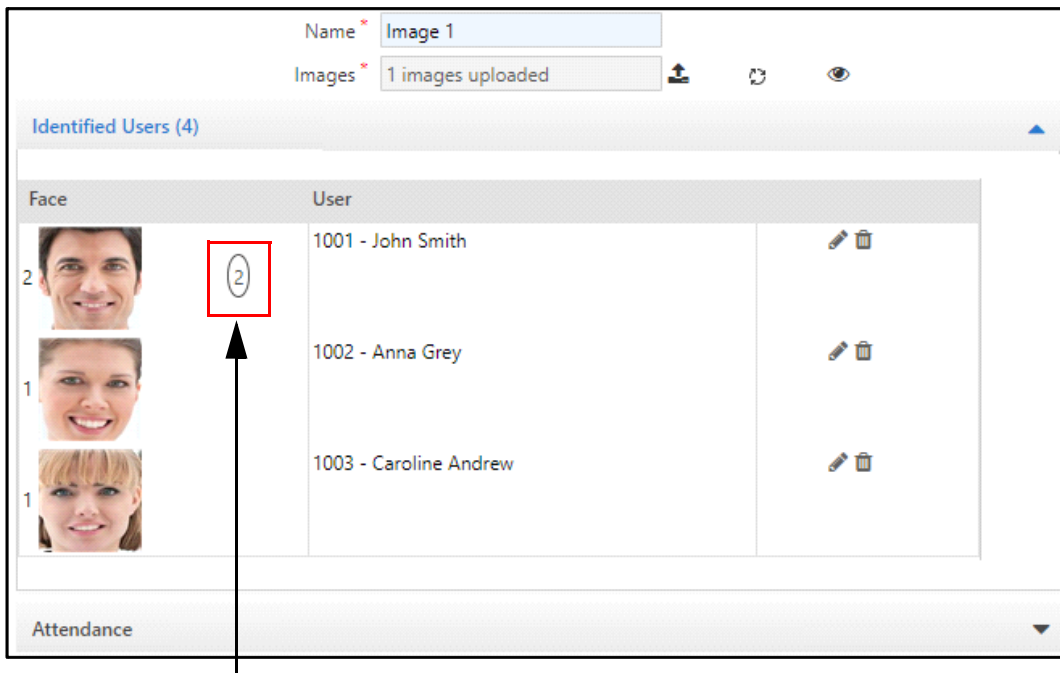 Name * Image 1
Images * 1 images uploaded
Identified Users (4)
Face User
2 2 1001 - John Smith
1 1002 - Anna Grey
1 1003 - Caroline Andrew
Attendance